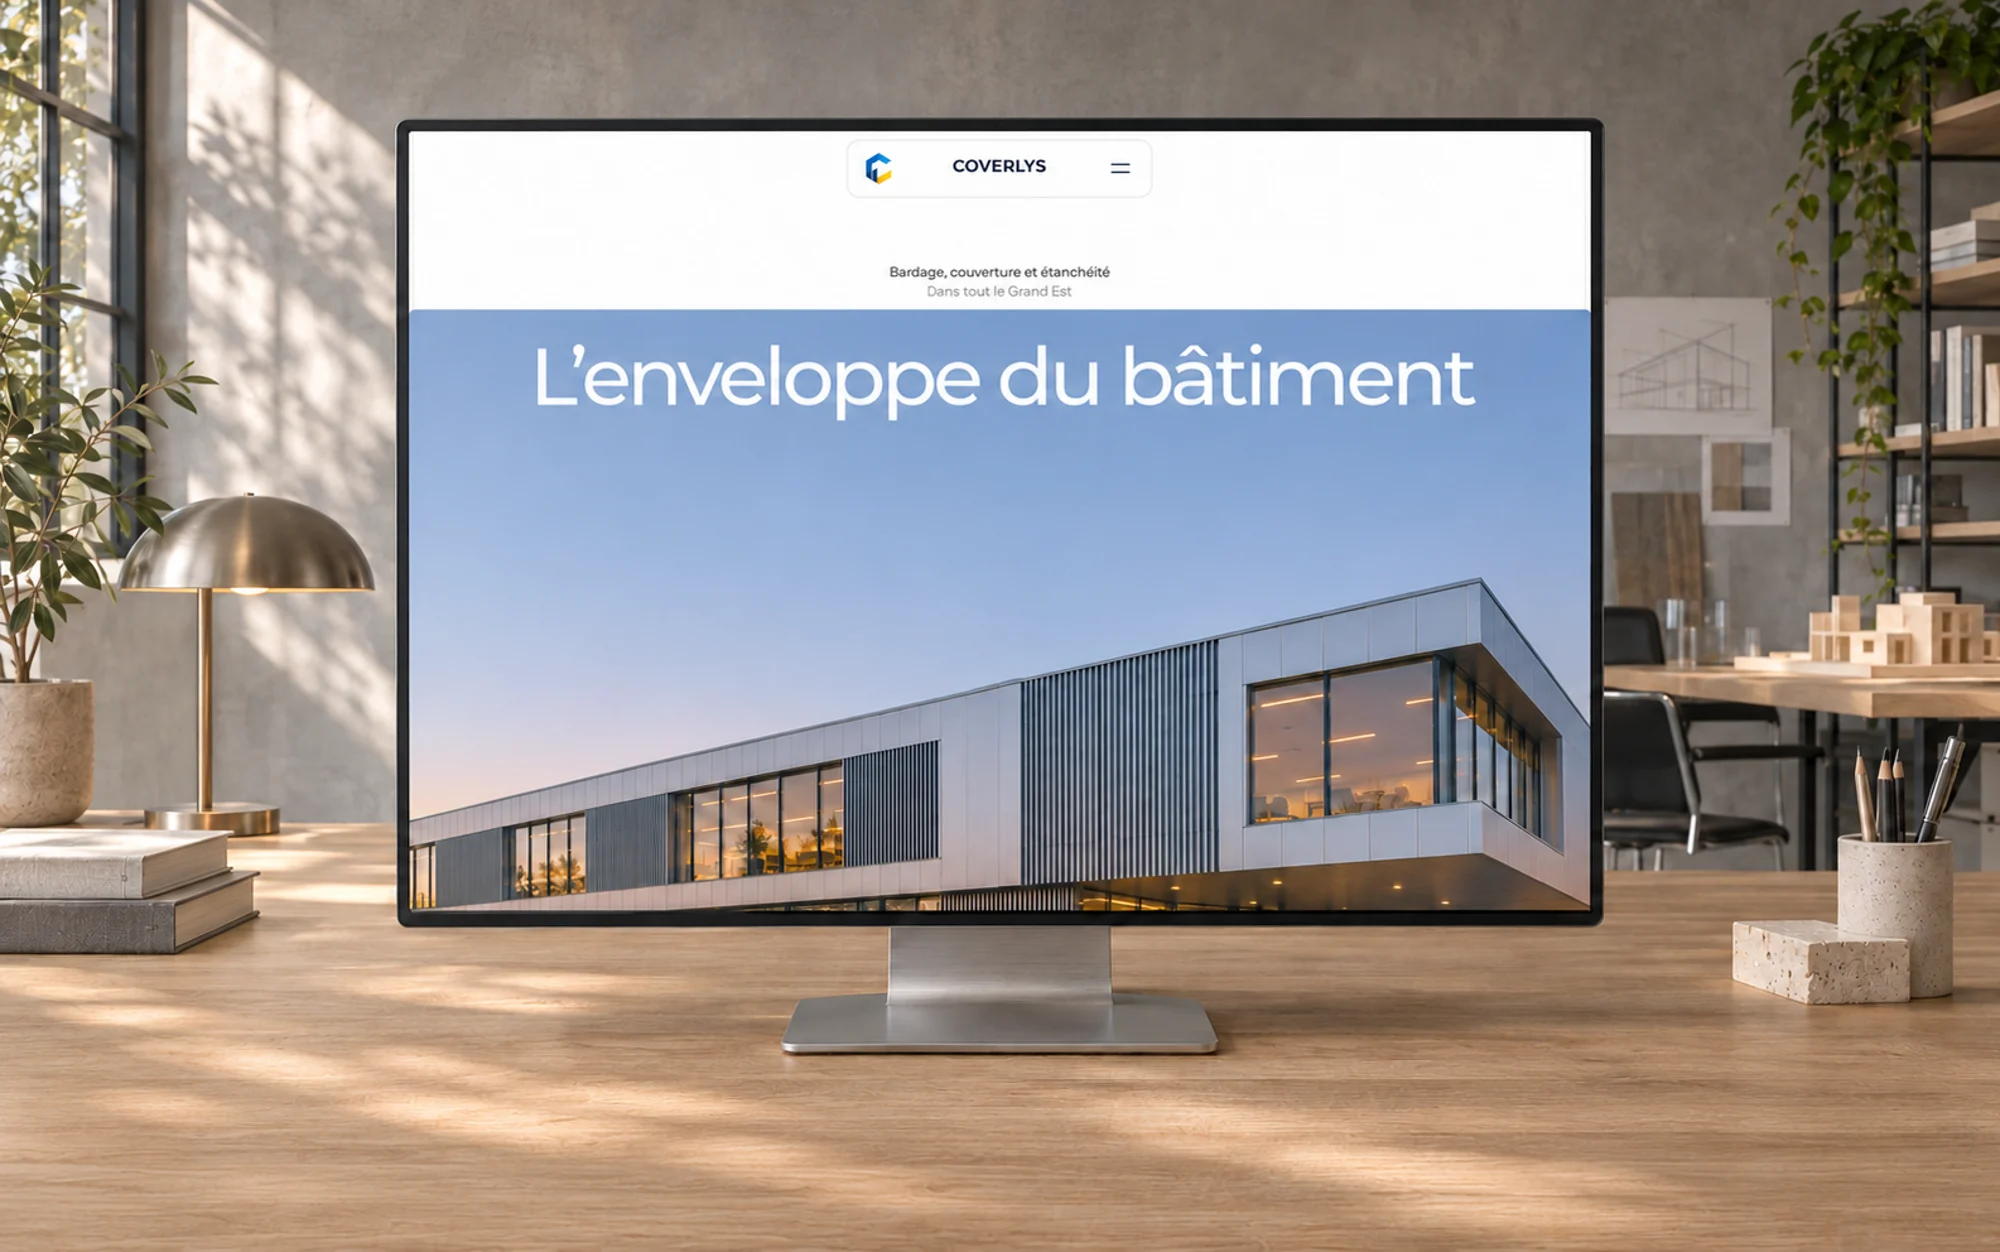 COVERLYS
Bardage, couverture et étanchéité
Dans tout le Grand Est
L’enveloppe du bâtiment